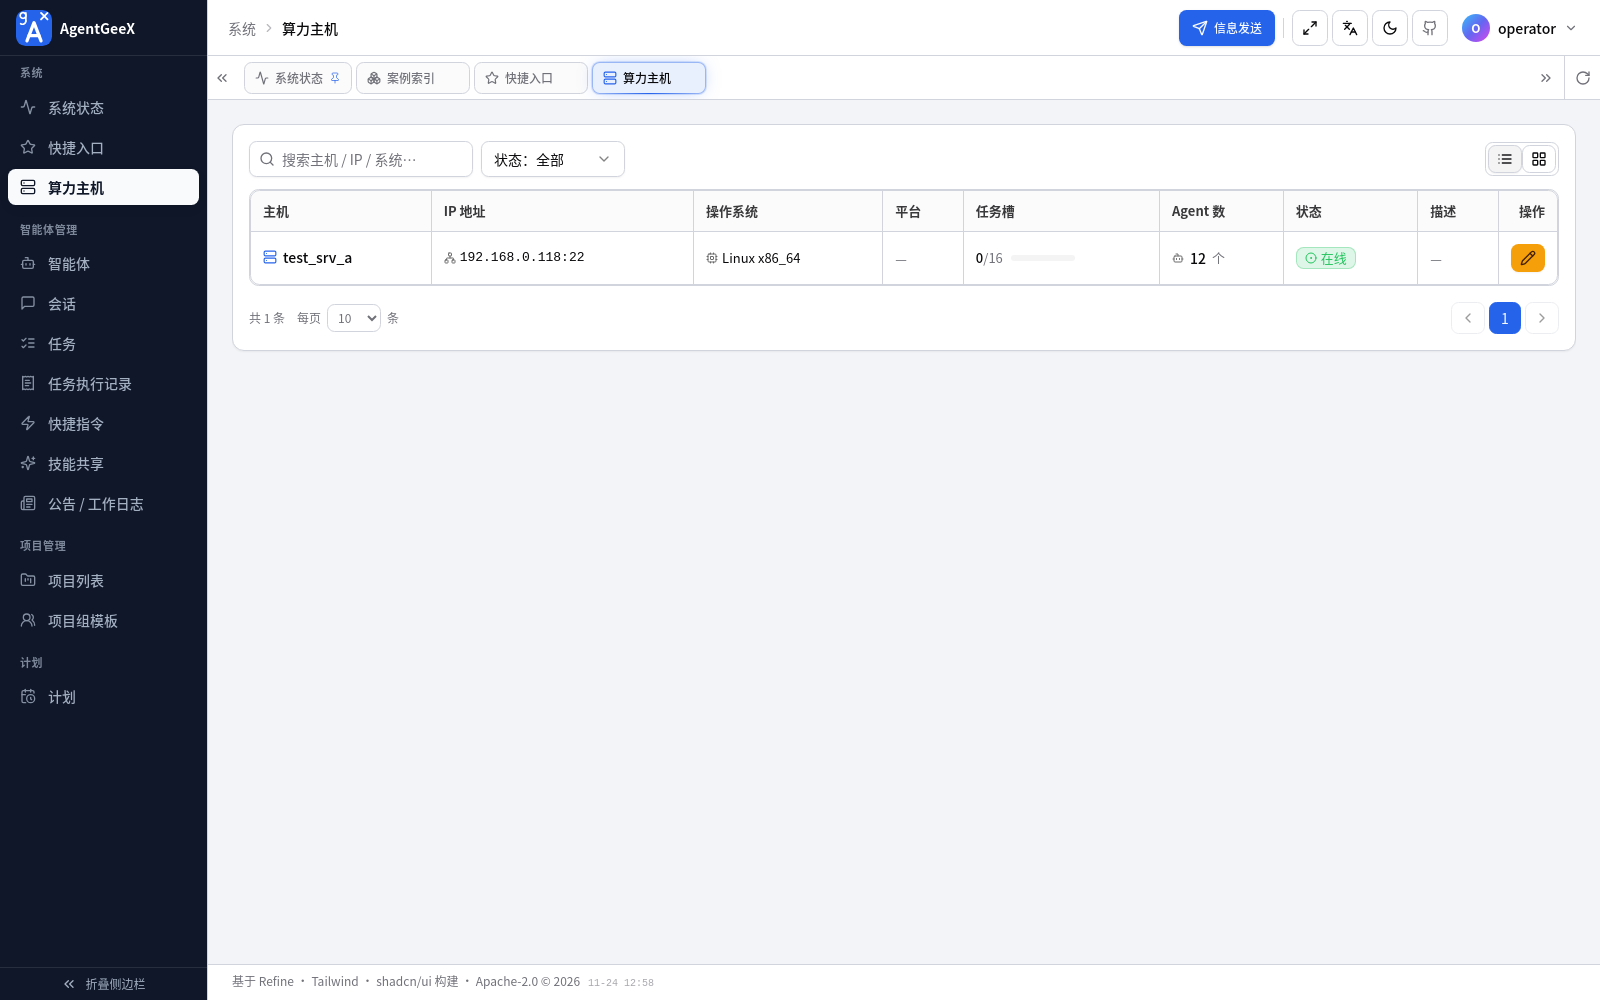 AgentGeeX
系统
系统状态
快捷入口
算力主机
智能体管理
智能体
会话
任务
任务执行记录
快捷指令
技能共享
公告 / 工作日志
项目管理
项目列表
项目组模板
计划
计划
折叠侧边栏
系统 算力主机
信息发送
O operator
系统状态 案例索引 快捷入口 算力主机
搜索主机 / IP / 系统… 状态：全部
主机 IP 地址 操作系统 平台 任务槽 Agent 数 状态 描述 操作
test_srv_a 192.168.0.118:22 Linux x86_64 — 0/16 12 个 在线 —
共 1 条 每页 10 条 1
基于 Refine · Tailwind · shadcn/ui 构建 · Apache-2.0 © 2026 11-24 12:58